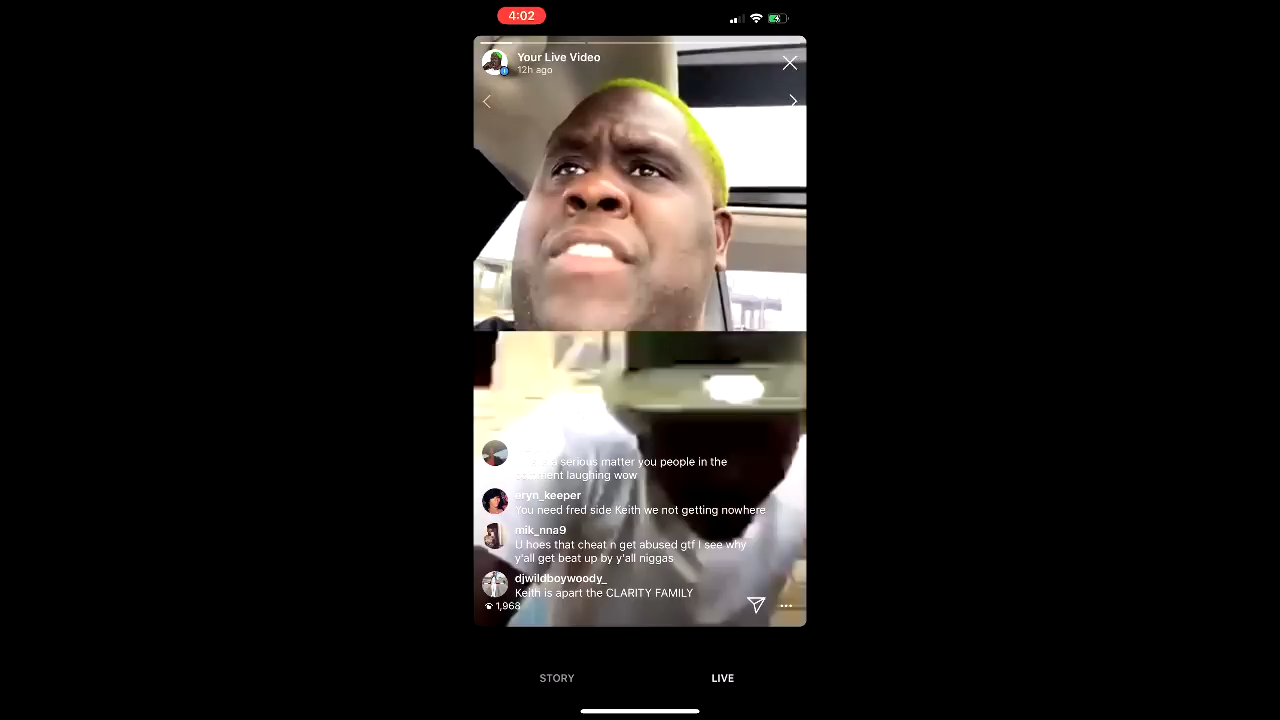 4:02
Your Live Video
12h ago
a serious matter you people in the
laughing wow
eryn_keeper
You need fred side Keith we not getting nowhere
mik_nna9
U hoes that cheat n get abused gtf I see why
y'all get beat up by y'all niggas
djwildboywoody_
Keith is apart the CLARITY FAMILY
1,968
STORY
LIVE